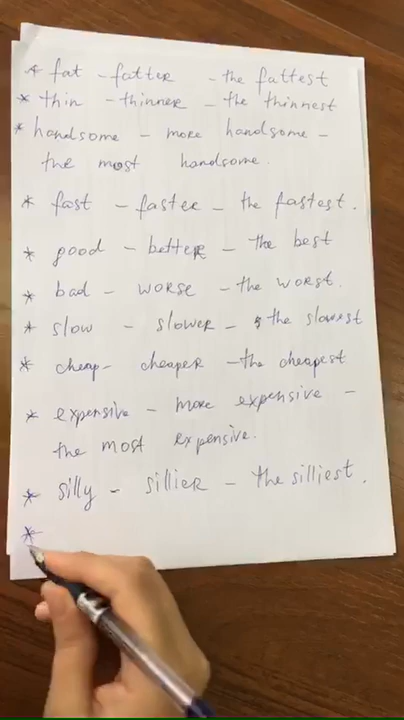 * fat - fatter - the fattest
* thin - thinner - the thinnest
* handsome - more handsome -
the most handsome.
* fast - faster - the fastest.
* good - better - the best
* bad - worse - the worst.
* slow - slower - the slowest
* cheap - cheaper - the cheapest
* expensive - more expensive -
the most expensive.
* silly - sillier - the silliest.
*